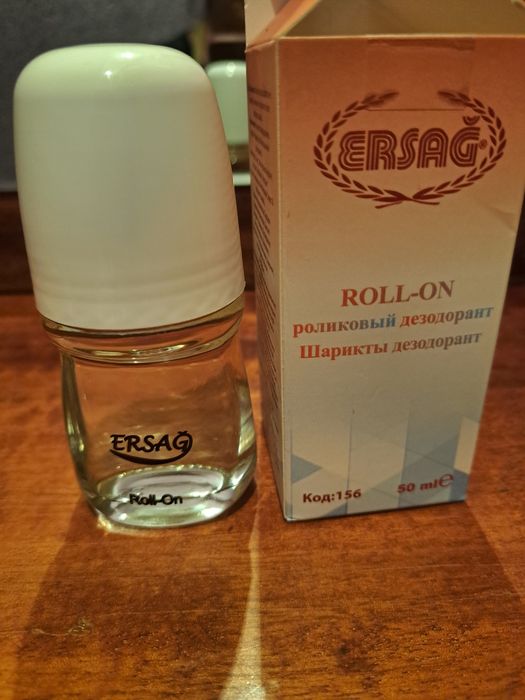 ERSAĞ
Roll-On
ERSAĞ®
ROLL-ON
роликовый дезодорант
Шарикты дезодорант
Код:156
50 ml℮